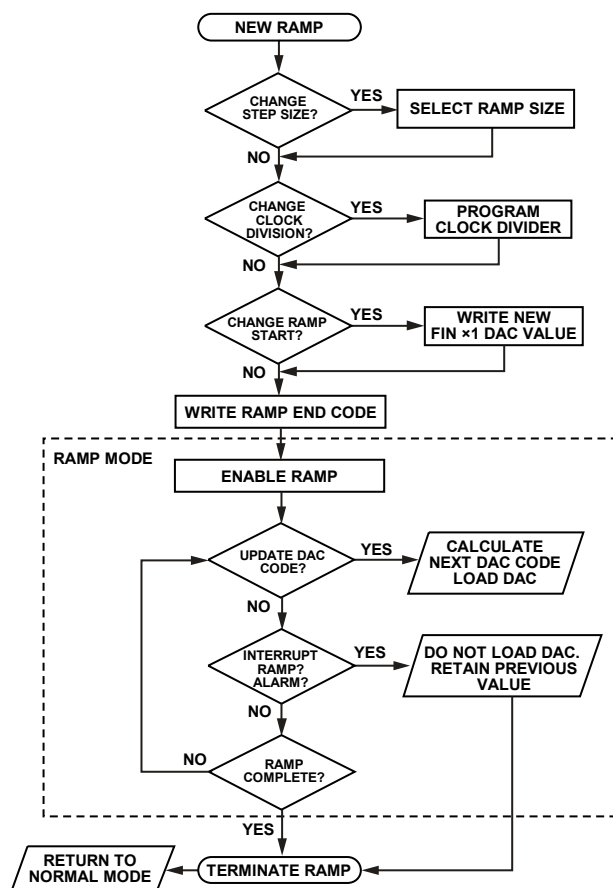 NEW RAMP
CHANGE
STEP SIZE?
YES
SELECT RAMP SIZE
NO
CHANGE
CLOCK
DIVISION?
YES
PROGRAM
CLOCK DIVIDER
NO
CHANGE RAMP
START?
YES
WRITE NEW
FIN ×1 DAC VALUE
NO
WRITE RAMP END CODE
RAMP MODE
ENABLE RAMP
UPDATE DAC
CODE?
YES
CALCULATE
NEXT DAC CODE
LOAD DAC
NO
INTERRUPT
RAMP?
ALARM?
YES
DO NOT LOAD DAC.
RETAIN PREVIOUS
VALUE
NO
RAMP
COMPLETE?
NO
YES
TERMINATE RAMP
RETURN TO
NORMAL MODE